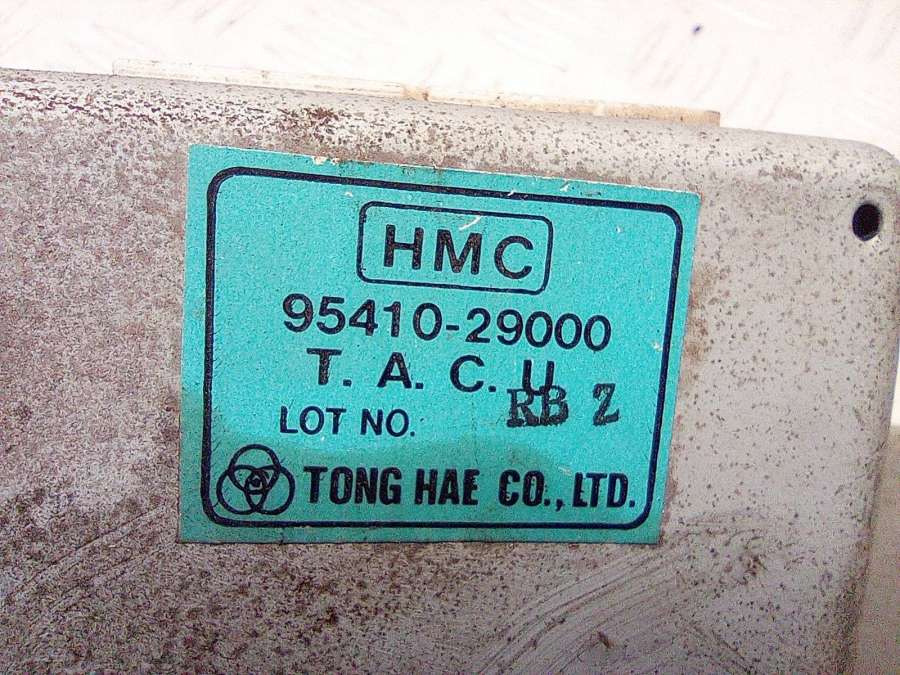 HMC
95410-29000
T. A. C. U
LOT NO. RB Z
TONG HAE CO., LTD.